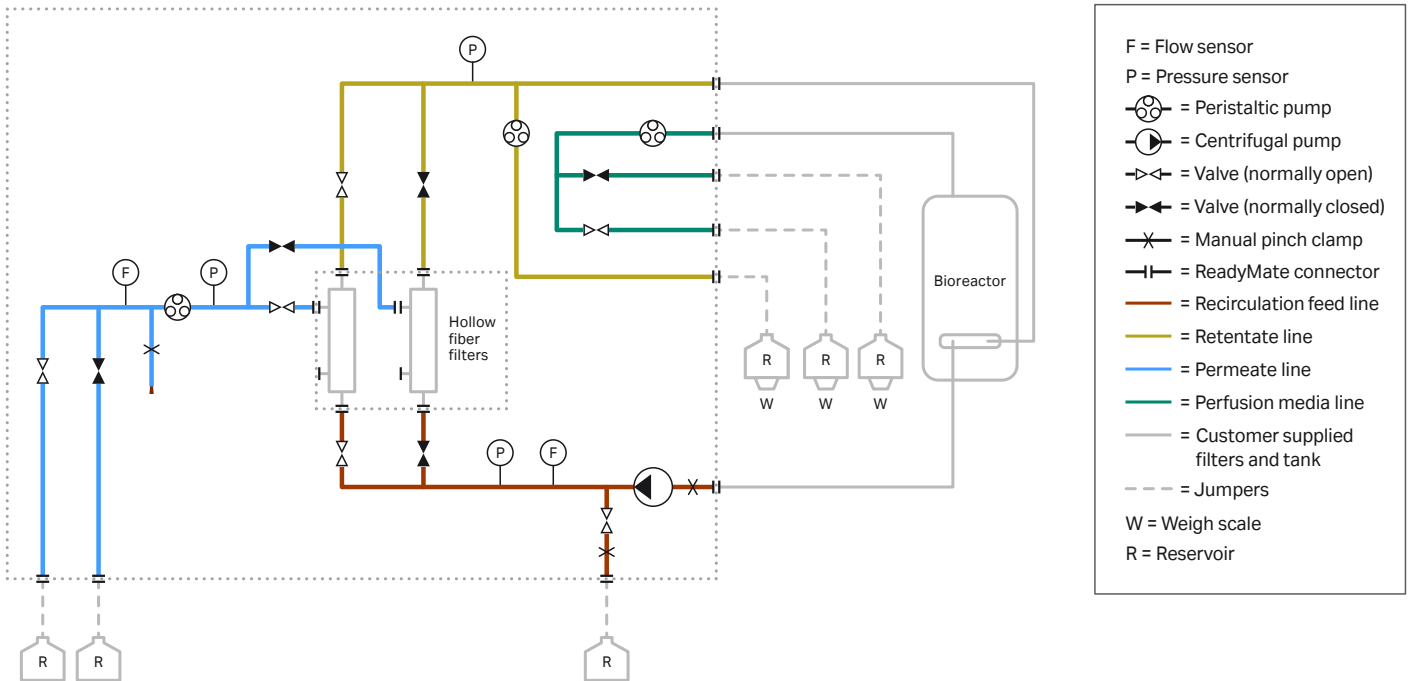 P
F
P
Hollow
fiber
filters
P
F
Bioreactor
R
R
R
W
W
W
R
R
R
F = Flow sensor
P = Pressure sensor
= Peristaltic pump
= Centrifugal pump
= Valve (normally open)
= Valve (normally closed)
= Manual pinch clamp
= ReadyMate connector
= Recirculation feed line
= Retentate line
= Permeate line
= Perfusion media line
= Customer supplied
filters and tank
= Jumpers
W = Weigh scale
R = Reservoir